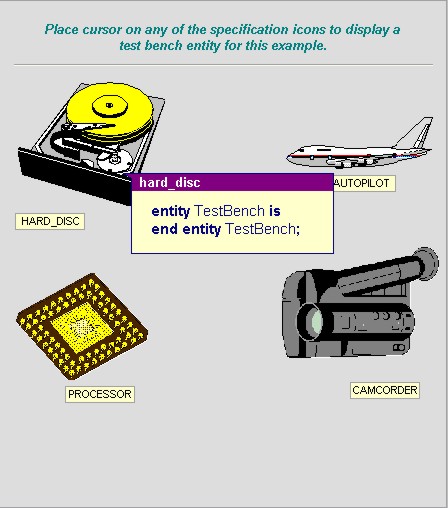 Place cursor on any of the specification icons to display a
test bench entity for this example.
hard_disc
AUTOPILOT
entity TestBench is
end entity TestBench;
HARD_DISC
PROCESSOR
CAMCORDER